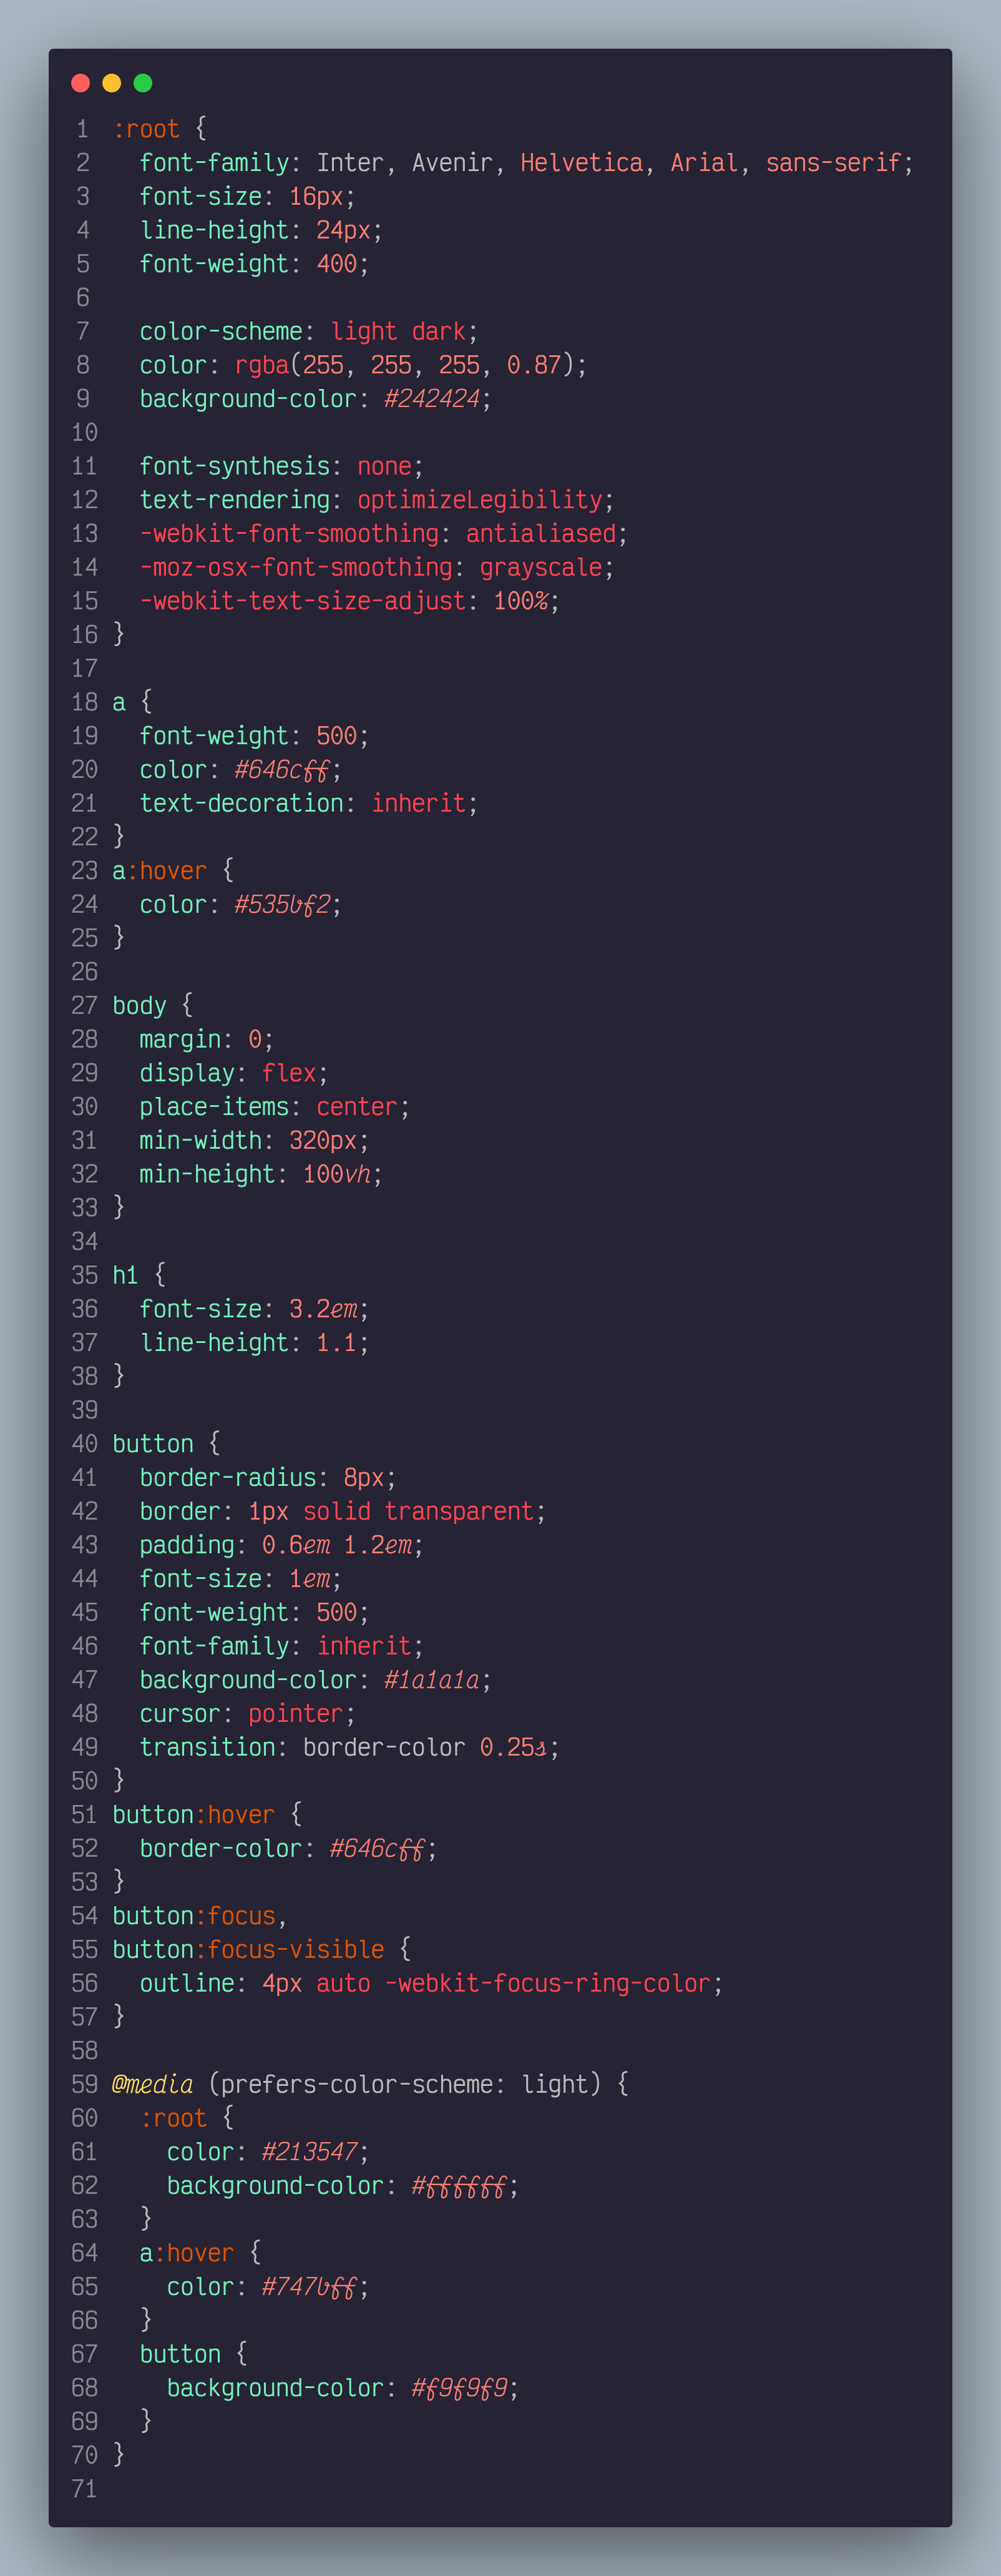 1 :root {
2   font-family: Inter, Avenir, Helvetica, Arial, sans-serif;
3   font-size: 16px;
4   line-height: 24px;
5   font-weight: 400;
6
7   color-scheme: light dark;
8   color: rgba(255, 255, 255, 0.87);
9   background-color: #242424;
10
11   font-synthesis: none;
12   text-rendering: optimizeLegibility;
13   -webkit-font-smoothing: antialiased;
14   -moz-osx-font-smoothing: grayscale;
15   -webkit-text-size-adjust: 100%;
16 }
17
18 a {
19   font-weight: 500;
20   color: #646cff;
21   text-decoration: inherit;
22 }
23 a:hover {
24   color: #535bf2;
25 }
26
27 body {
28   margin: 0;
29   display: flex;
30   place-items: center;
31   min-width: 320px;
32   min-height: 100vh;
33 }
34
35 h1 {
36   font-size: 3.2em;
37   line-height: 1.1;
38 }
39
40 button {
41   border-radius: 8px;
42   border: 1px solid transparent;
43   padding: 0.6em 1.2em;
44   font-size: 1em;
45   font-weight: 500;
46   font-family: inherit;
47   background-color: #1a1a1a;
48   cursor: pointer;
49   transition: border-color 0.25s;
50 }
51 button:hover {
52   border-color: #646cff;
53 }
54 button:focus,
55 button:focus-visible {
56   outline: 4px auto -webkit-focus-ring-color;
57 }
58
59 @media (prefers-color-scheme: light) {
60   :root {
61     color: #213547;
62     background-color: #ffffff;
63   }
64   a:hover {
65     color: #747bff;
66   }
67   button {
68     background-color: #f9f9f9;
69   }
70 }
71